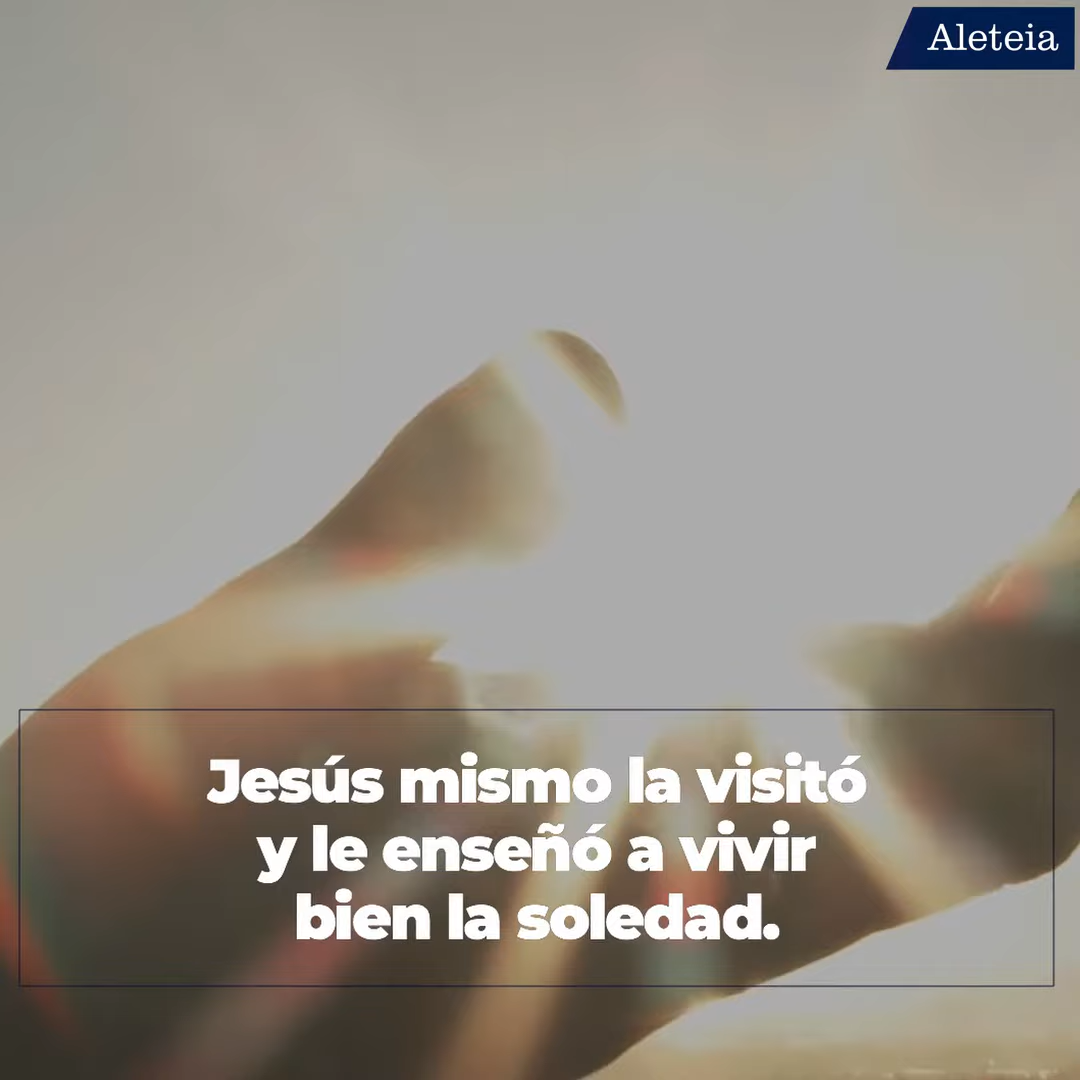 Aleteia
Jesús mismo la visitó
y le enseñó a vivir
bien la soledad.